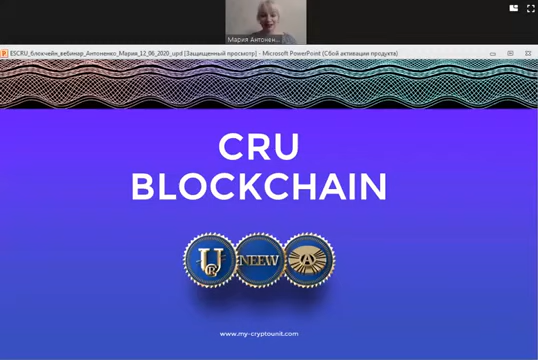 Мария Антонен...
ESCRU_блокчейн_вебинар_Антоненко_Мария_12_06_2020_upd [Защищенный просмотр] - Microsoft PowerPoint (Сбой активации продукта)
CRU
BLOCKCHAIN
NEEW
www.my-cryptounit.com